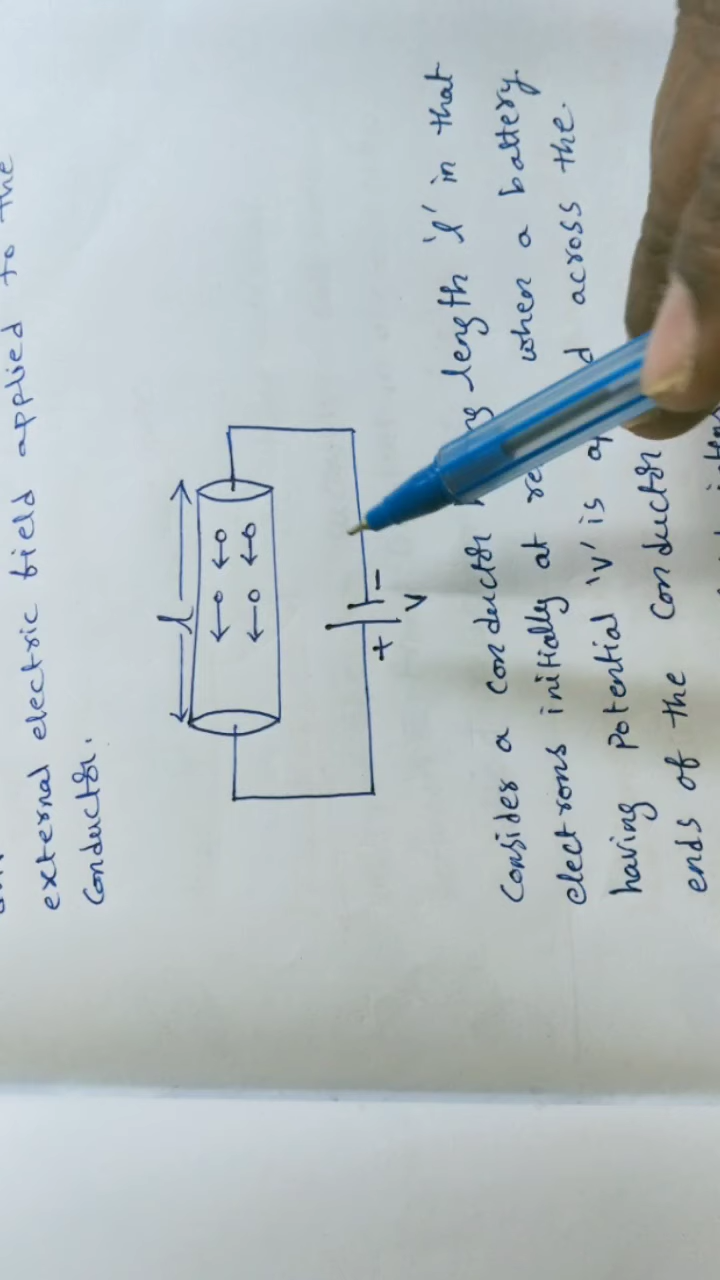 external electric field applied to the
conductor.
l
+ -
V
Consider a conductor length 'l' in that
electrons initially at when a battery
having potential 'V' is across the
ends of the conductor